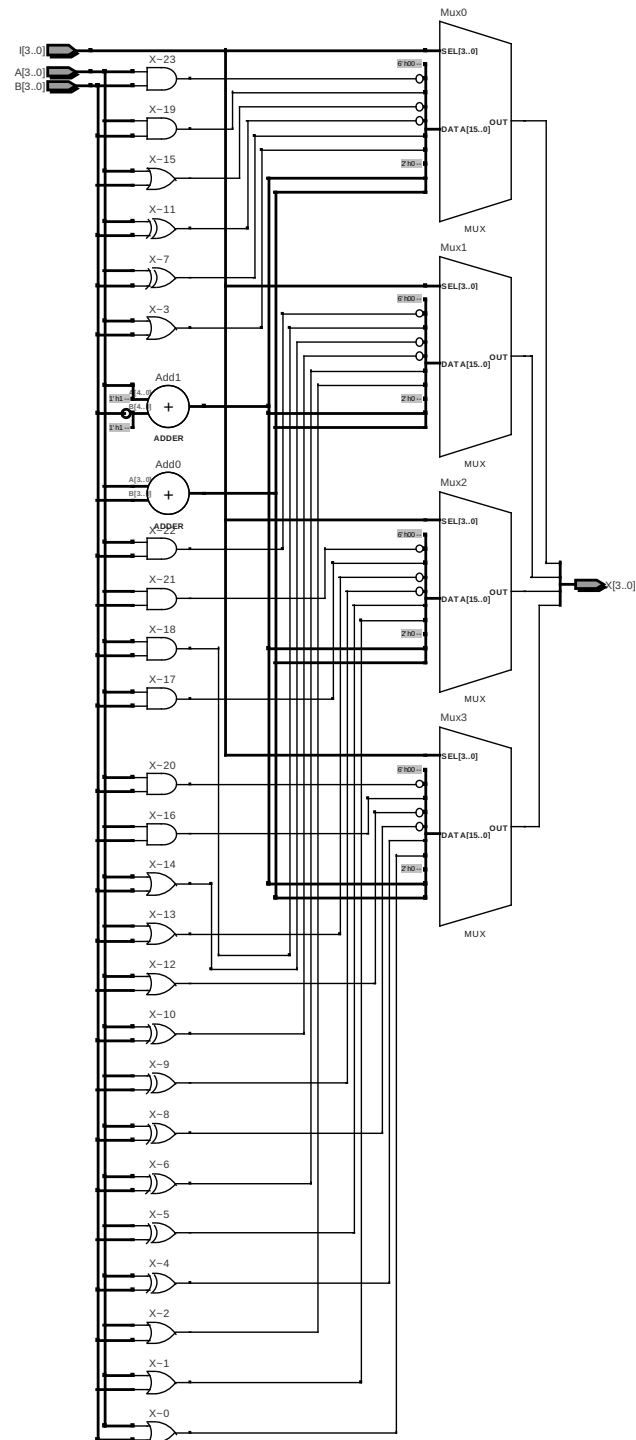 Mux0
I[3..0]
SEL[3..0]
A[3..0]
B[3..0]
X~23
6' h00 --
X~19
OUT
DATA[15..0]
X~15
2' h0 --
X~11
MUX
X~7
Mux1
SEL[3..0]
X~3
6' h00 --
OUT
DATA[15..0]
Add1
1' h1 --
2' h0 --
1' h1 --
ADDER
Add0
MUX
A[3..0]
Mux2
B[3..0]
SEL[3..0]
ADDER
X~22
6' h00 --
X~21
X[3..0]
OUT
DATA[15..0]
X~18
2' h0 --
X~17
MUX
Mux3
SEL[3..0]
X~20
6' h00 --
X~16
OUT
DATA[15..0]
X~14
2' h0 --
X~13
MUX
X~12
X~10
X~9
X~8
X~6
X~5
X~4
X~2
X~1
X~0